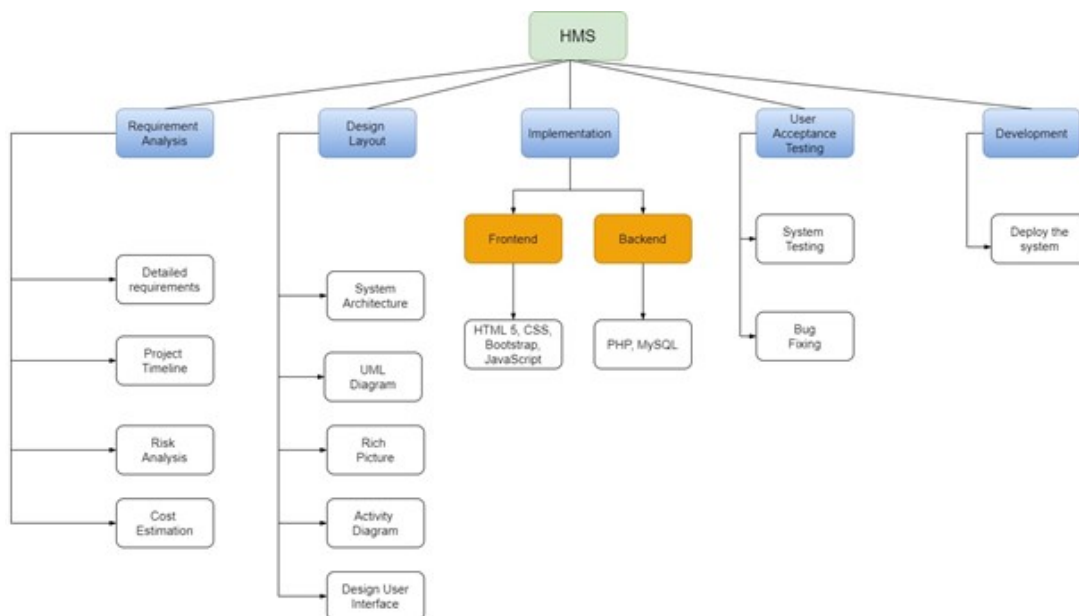 HMS
Requirement
Analysis
Design
Layout
Implementation
User
Acceptance
Testing
Development
Frontend
Backend
System
Testing
Deploy the
system
Detailed
requirements
System
Architecture
HTML 5, CSS,
Bootstrap,
JavaScript
PHP, MySQL
Bug
Fixing
Project
Timeline
UML
Diagram
Risk
Analysis
Rich
Picture
Cost
Estimation
Activity
Diagram
Design User
Interface